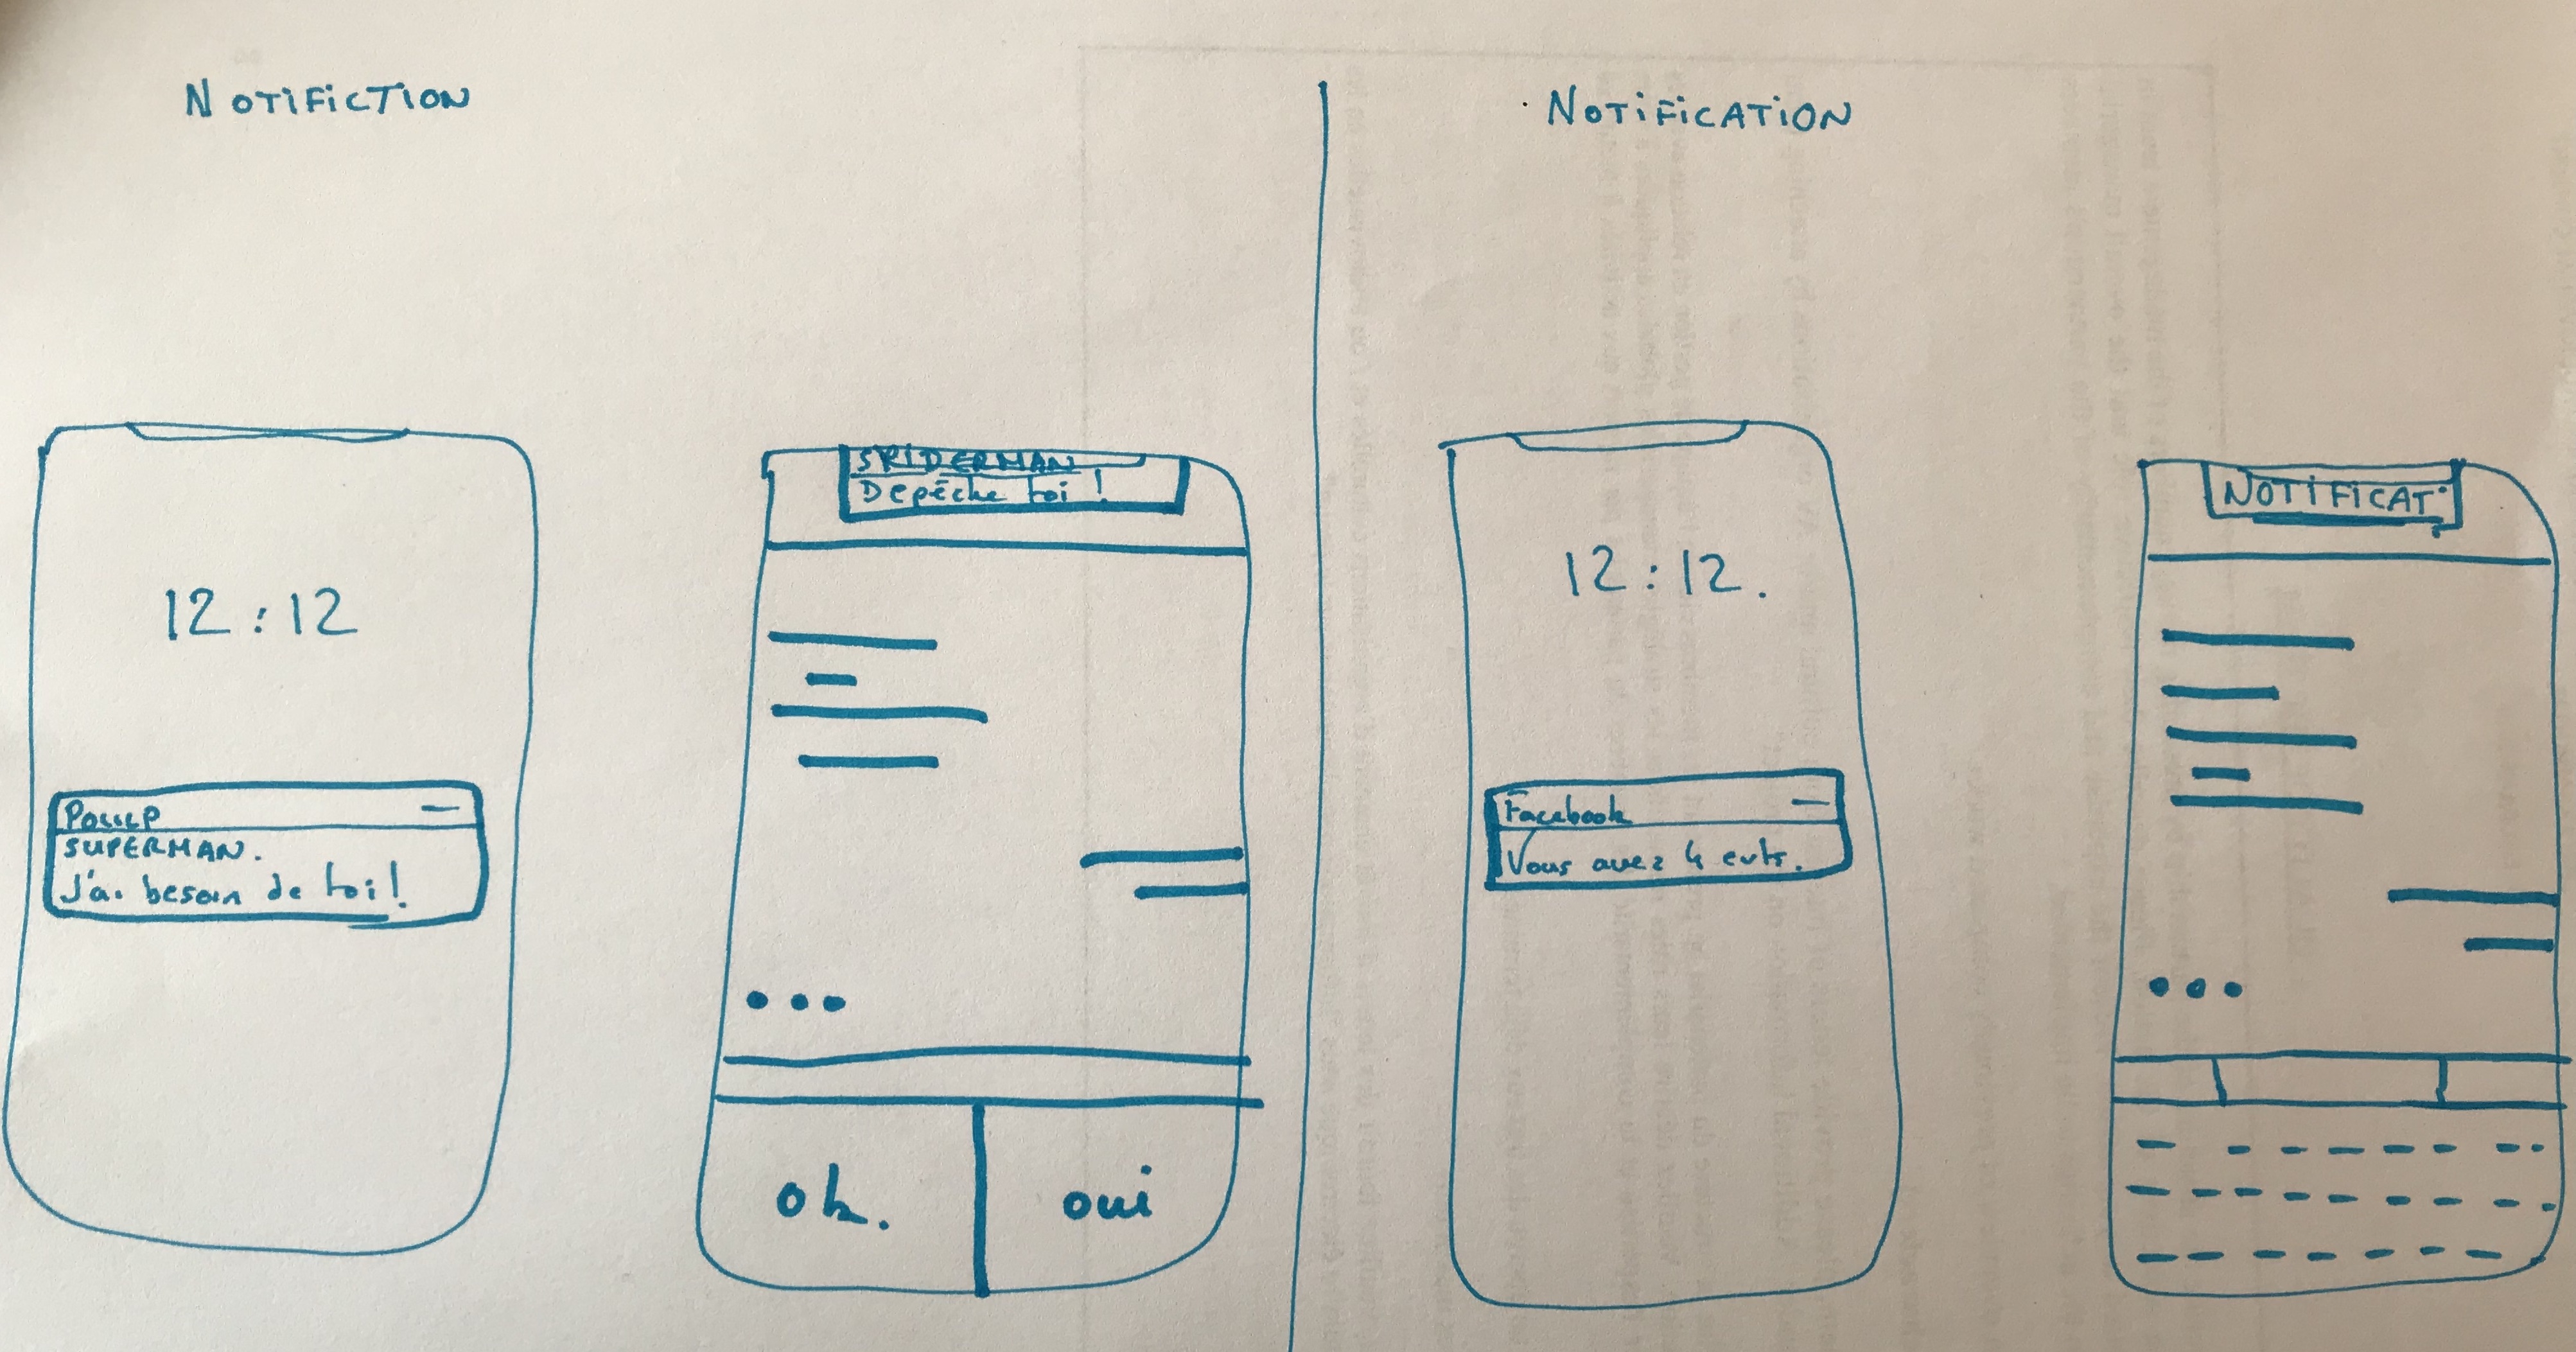 NOTIFICTION
12:12
Poulp
SUPERMAN.
J'ai besoin de toi!
SPIDERMAN
Depêche toi!
ok.
oui
NOTIFICATION
12:12.
Facebook
Vous avez 4 evts.
NOTIFICAT°